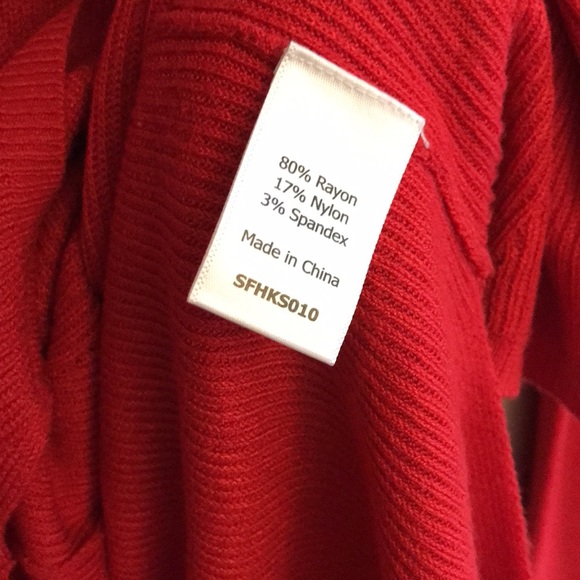 80% Rayon
17% Nylon
3% Spandex
Made in China
SFHKS010